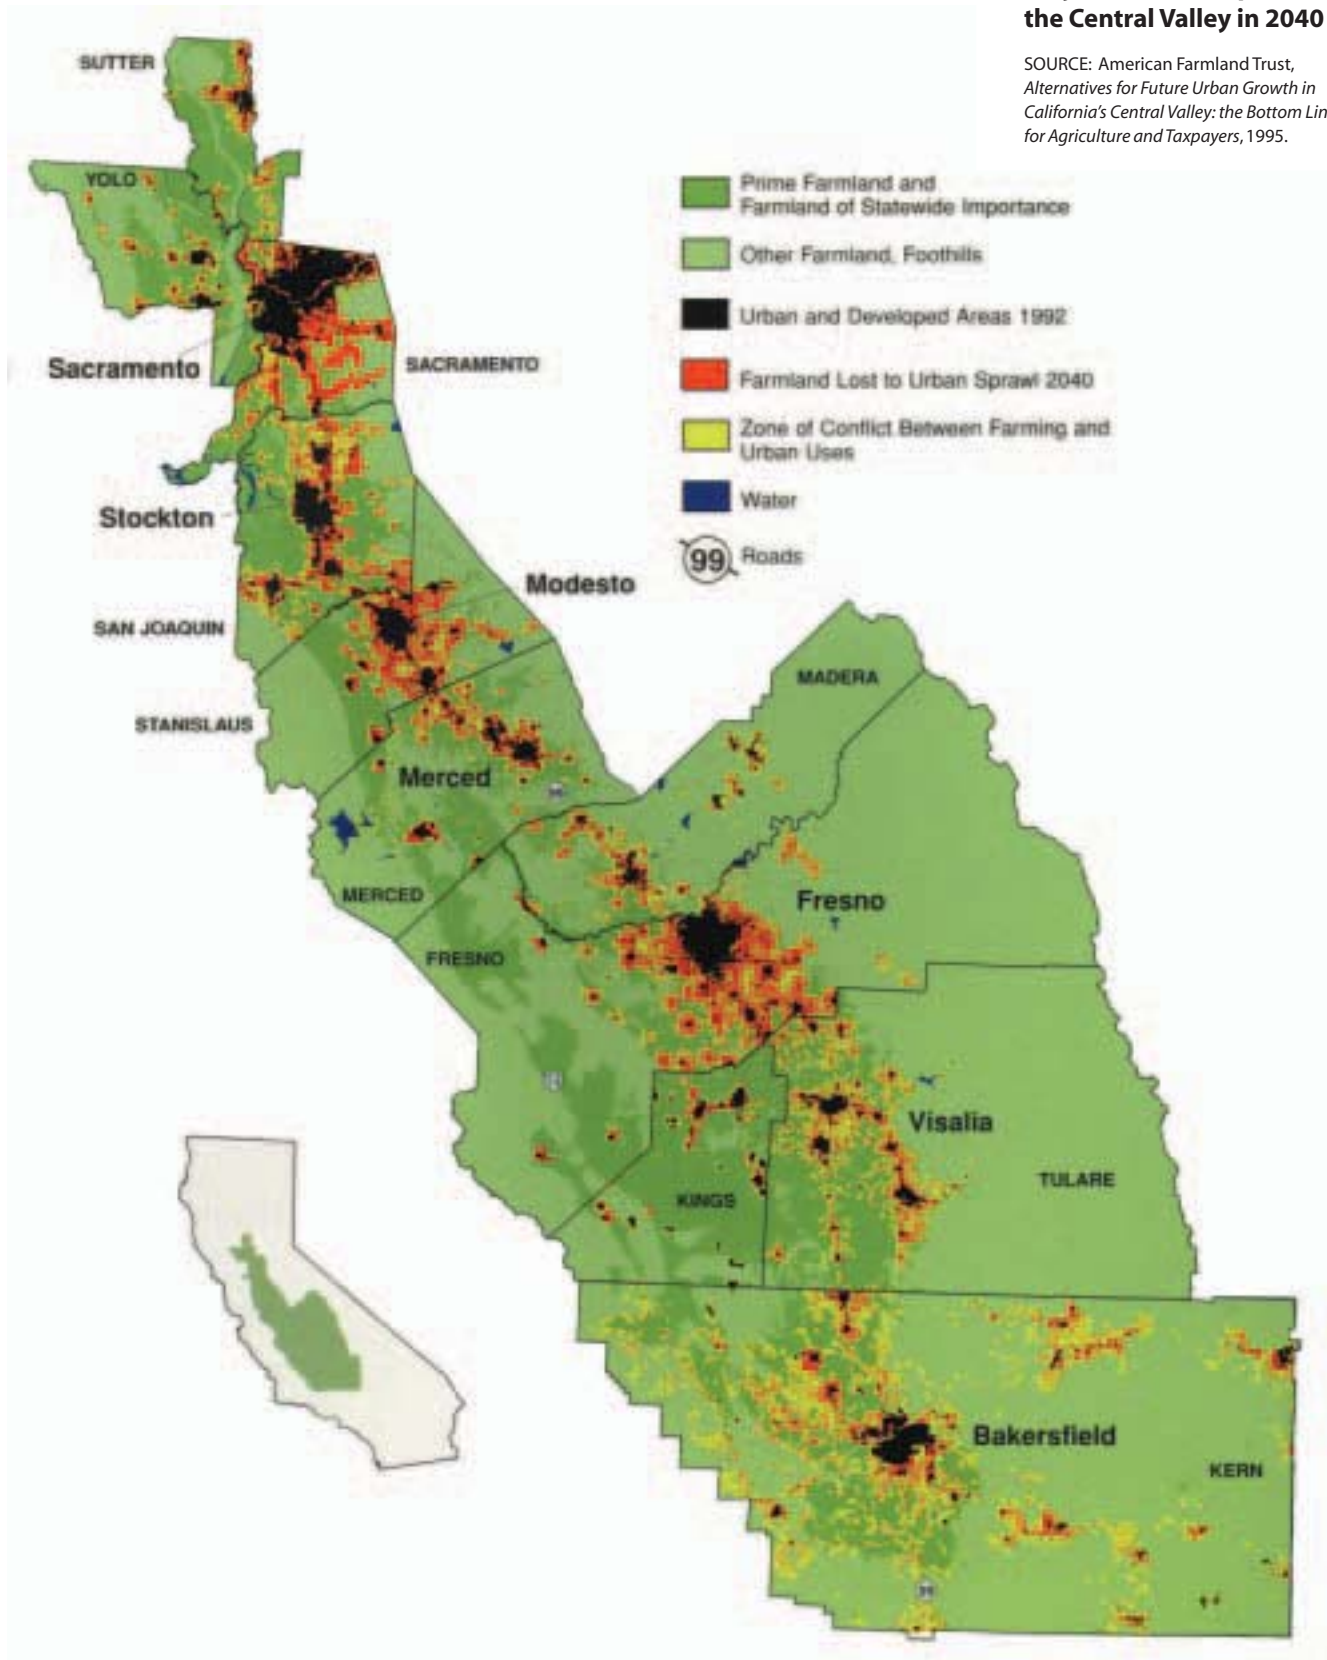 the Central Valley in 2040
SOURCE: American Farmland Trust,
Alternatives for Future Urban Growth in
California's Central Valley: the Bottom Lin
for Agriculture and Taxpayers, 1995.
SUTTER
YOLO
Sacramento
SACRAMENTO
Stockton
SAN JOAQUIN
Modesto
STANISLAUS
Merced
MERCED
MADERA
Fresno
FRESNO
Visalia
TULARE
KINGS
Bakersfield
KERN
99
Prime Farmland and
Farmland of Statewide Importance
Other Farmland, Foothills
Urban and Developed Areas 1992
Farmland Lost to Urban Sprawl 2040
Zone of Conflict Between Farming and
Urban Uses
Water
99 Roads